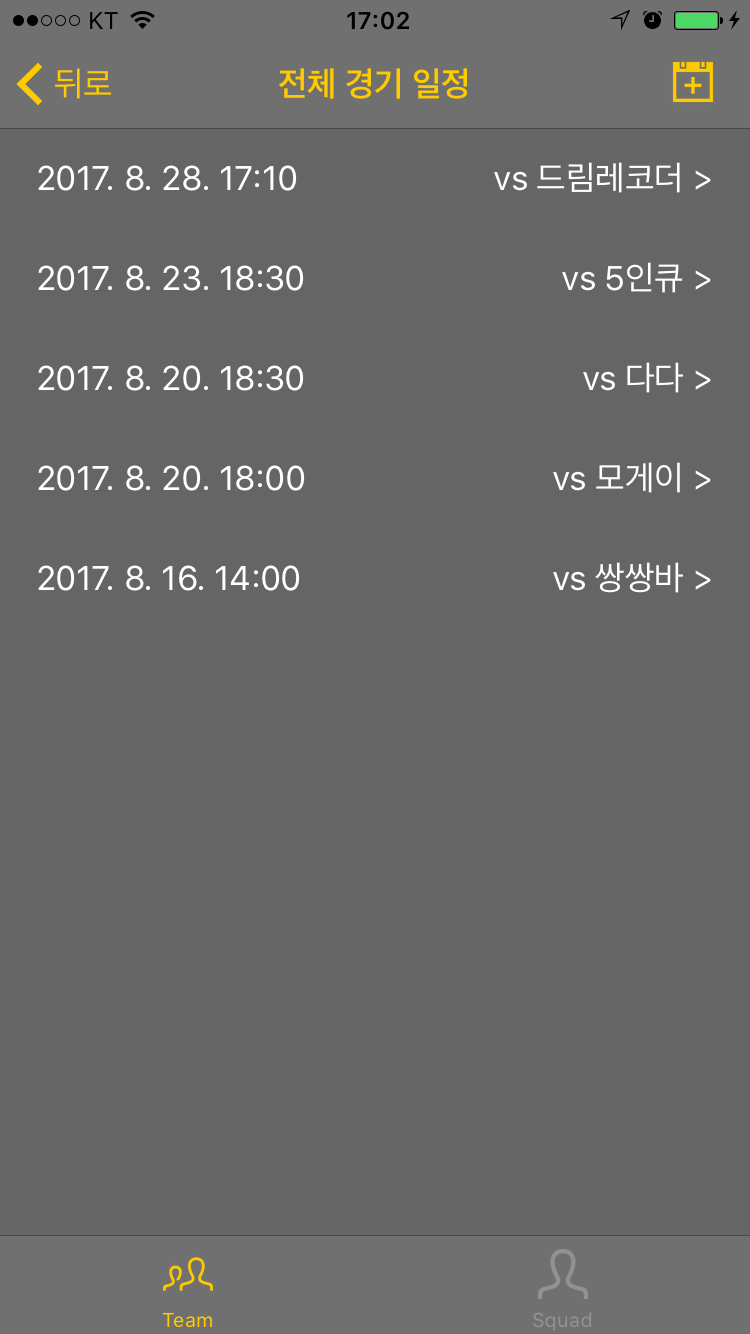 KT 17:02
뒤로 전체 경기 일정
2017. 8. 28. 17:10 vs 드림레코더 >
2017. 8. 23. 18:30 vs 5인큐 >
2017. 8. 20. 18:30 vs 다다 >
2017. 8. 20. 18:00 vs 모게이 >
2017. 8. 16. 14:00 vs 쌍쌍바 >
Team Squad